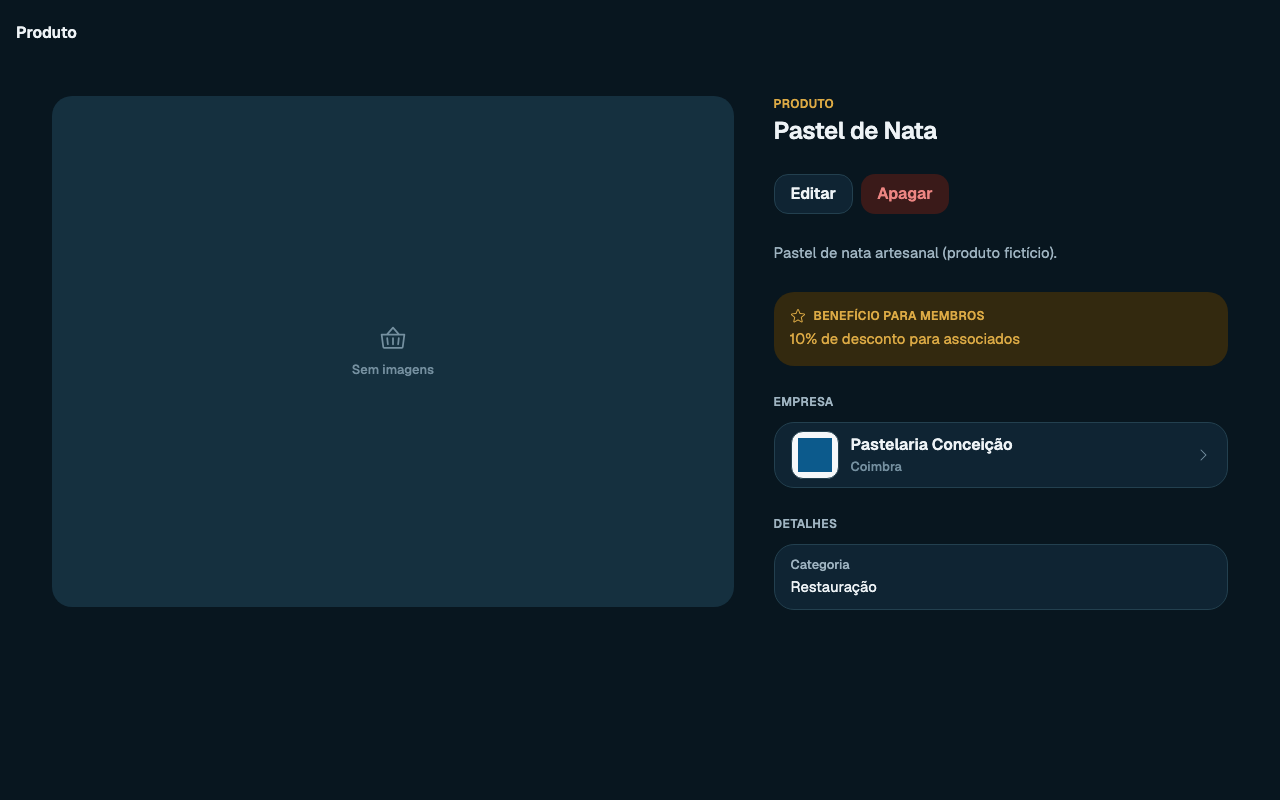 Produto
Sem imagens
PRODUTO
Pastel de Nata
Editar
Apagar
Pastel de nata artesanal (produto fictício).
BENEFÍCIO PARA MEMBROS
10% de desconto para associados
EMPRESA
Pastelaria Conceição
Coimbra
DETALHES
Categoria
Restauração